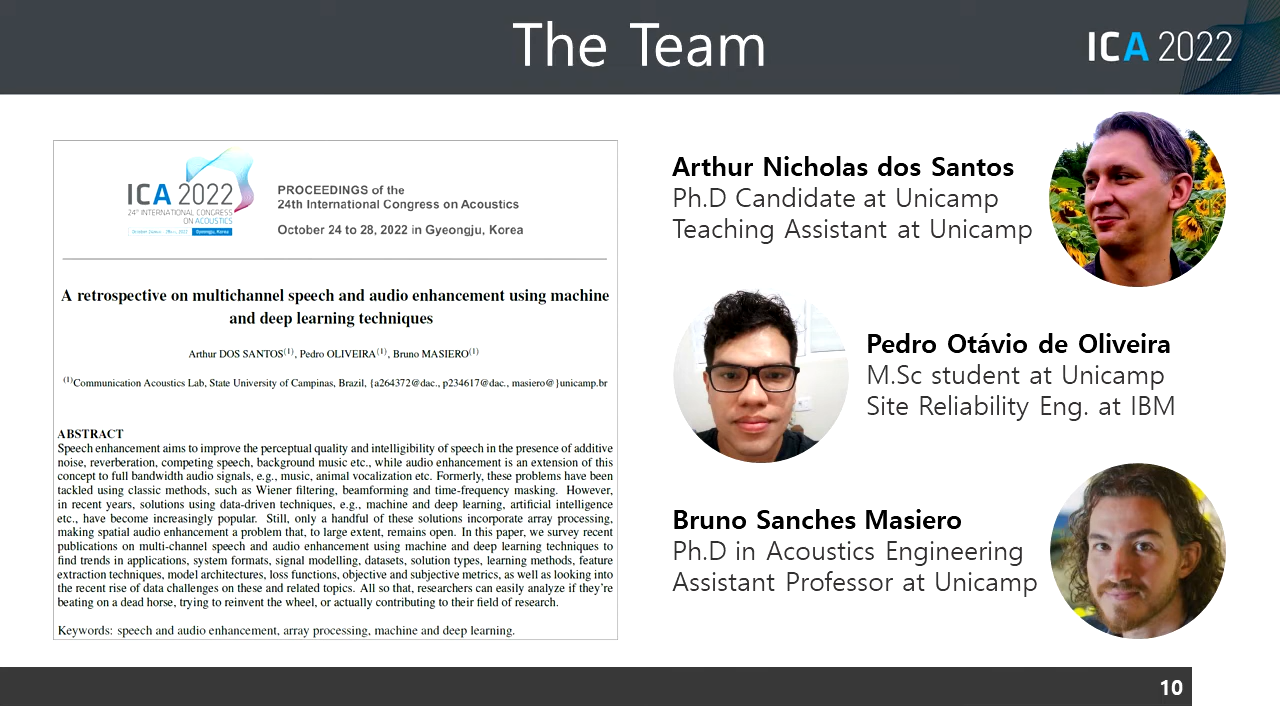 The Team
ICA 2022
ICA 2022
24th INTERNATIONAL CONGRESS
ON ACOUSTICS
Gyeongju, Korea
PROCEEDINGS of the
24th International Congress on Acoustics
October 24 to 28, 2022 in Gyeongju, Korea
A retrospective on multichannel speech and audio enhancement using machine
and deep learning techniques
Arthur DOS SANTOS(1), Pedro OLIVEIRA(1), Bruno MASIERO(1)
(1)Communication Acoustics Lab, State University of Campinas, Brazil, {a264372@dac., p234617@dac., masiero@}unicamp.br
ABSTRACT
Speech enhancement aims to improve the perceptual quality and intelligibility of speech in the presence of additive
noise, reverberation, competing speech, background music etc., while audio enhancement is an extension of this
concept to full bandwidth audio signals, e.g., music, animal vocalization etc. Formerly, these problems have been
tackled using classic methods, such as Wiener filtering, beamforming and time-frequency masking. However,
in recent years, solutions using data-driven techniques, e.g., machine and deep learning, artificial intelligence
etc., have become increasingly popular. Still, only a handful of these solutions incorporate array processing,
making spatial audio enhancement a problem that, to large extent, remains open. In this paper, we survey recent
publications on multi-channel speech and audio enhancement using machine and deep learning techniques to
find trends in applications, system formats, signal modelling, datasets, solution types, learning methods, feature
extraction techniques, model architectures, loss functions, objective and subjective metrics, as well as looking into
the recent rise of data challenges on these and related topics. All so that, researchers can easily analyze if they're
beating on a dead horse, trying to reinvent the wheel, or actually contributing to their field of research.
Keywords: speech and audio enhancement, array processing, machine and deep learning.
Arthur Nicholas dos Santos
Ph.D Candidate at Unicamp
Teaching Assistant at Unicamp
Pedro Otávio de Oliveira
M.Sc student at Unicamp
Site Reliability Eng. at IBM
Bruno Sanches Masiero
Ph.D in Acoustics Engineering
Assistant Professor at Unicamp
10